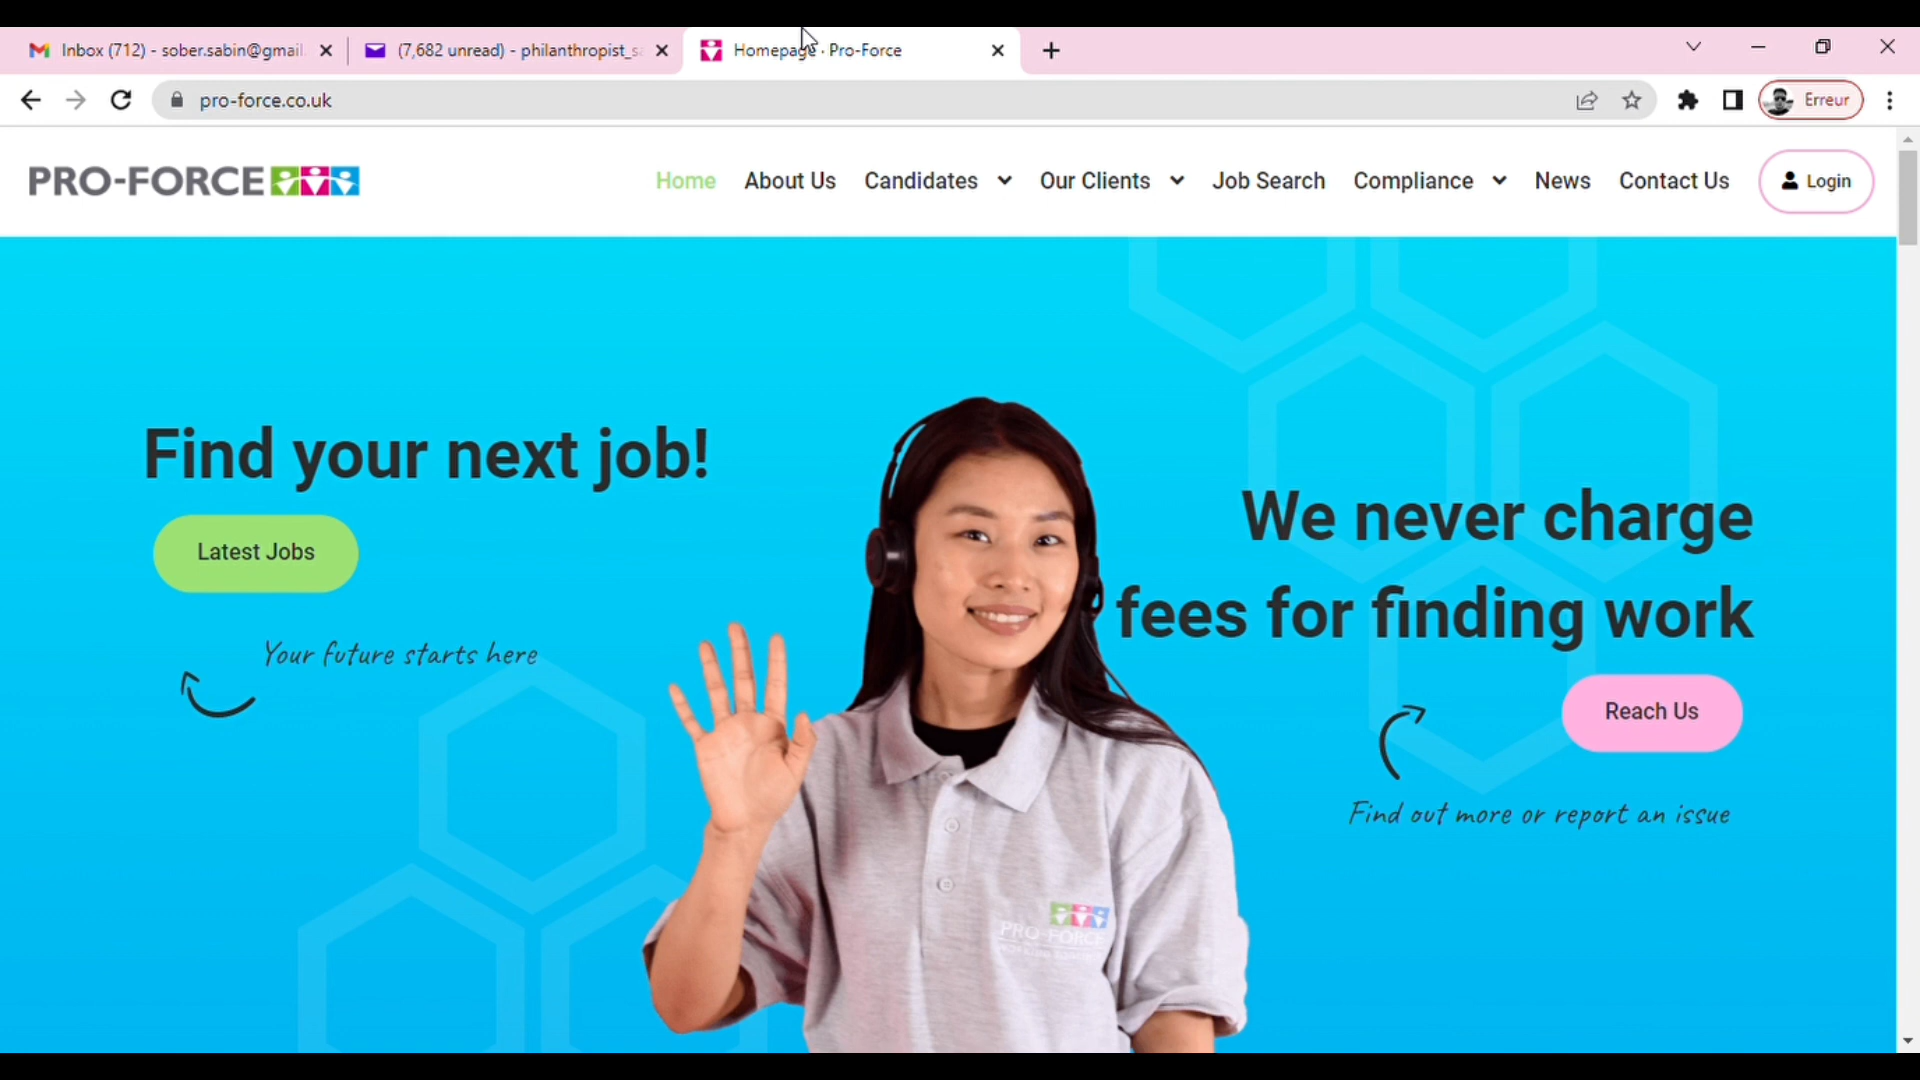 Inbox (712) - sober.sabin@gmail
(7,682 unread) - philanthropist_s
Homepage · Pro-Force
pro-force.co.uk
Erreur
PRO-FORCE
Home
About Us
Candidates
Our Clients
Job Search
Compliance
News
Contact Us
Login
Find your next job!
Latest Jobs
Your future starts here
We never charge
fees for finding work
Reach Us
Find out more or report an issue
PRO-FORCE